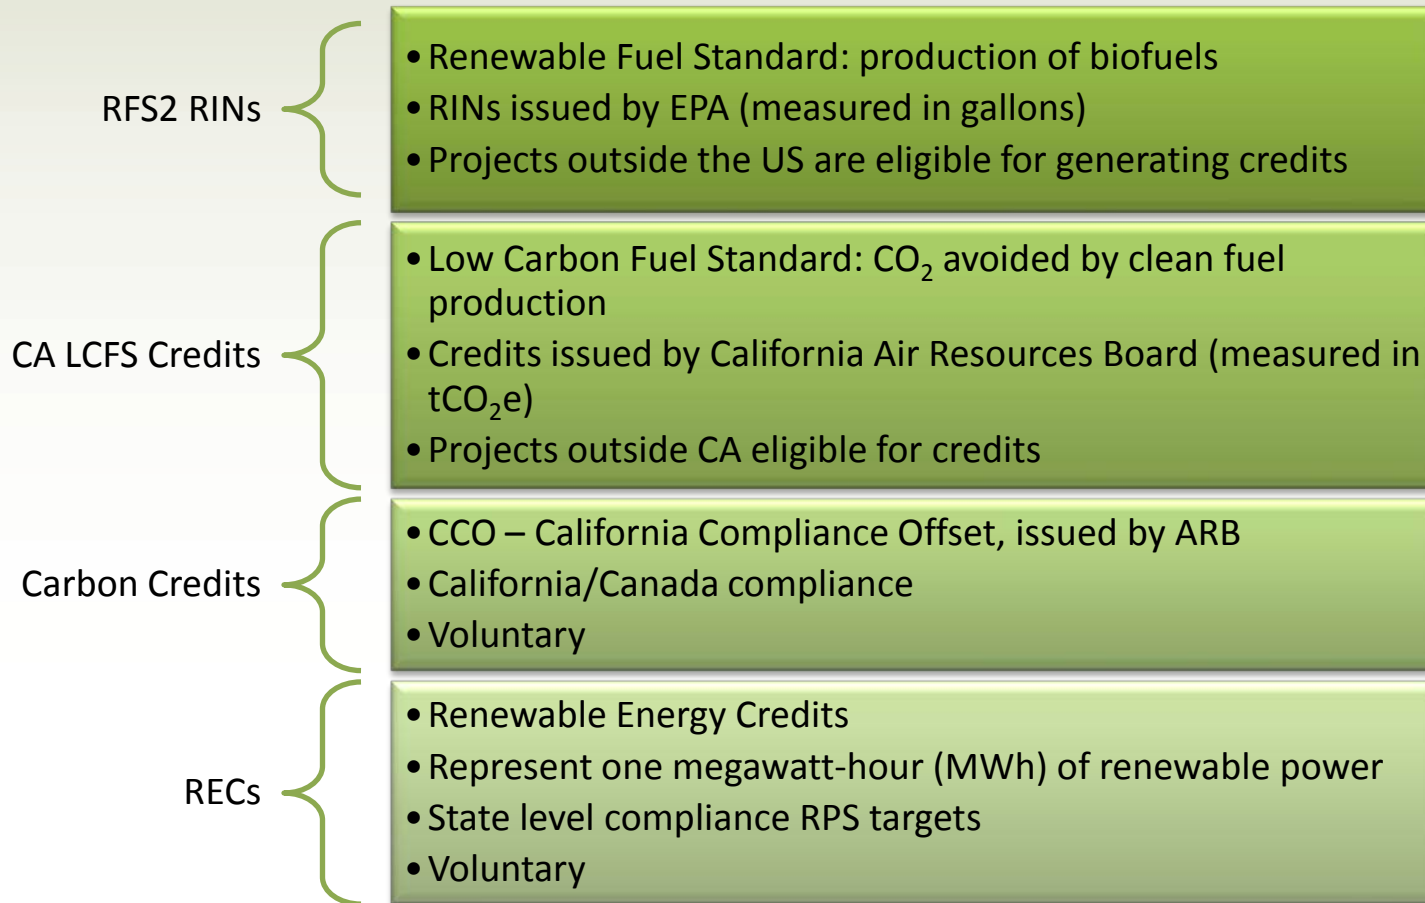 RFS2 RINs
• Renewable Fuel Standard: production of biofuels
• RINs issued by EPA (measured in gallons)
• Projects outside the US are eligible for generating credits
CA LCFS Credits
• Low Carbon Fuel Standard: CO₂ avoided by clean fuel
production
• Credits issued by California Air Resources Board (measured in
tCO₂e)
• Projects outside CA eligible for credits
Carbon Credits
• CCO – California Compliance Offset, issued by ARB
• California/Canada compliance
• Voluntary
RECs
• Renewable Energy Credits
• Represent one megawatt-hour (MWh) of renewable power
• State level compliance RPS targets
• Voluntary